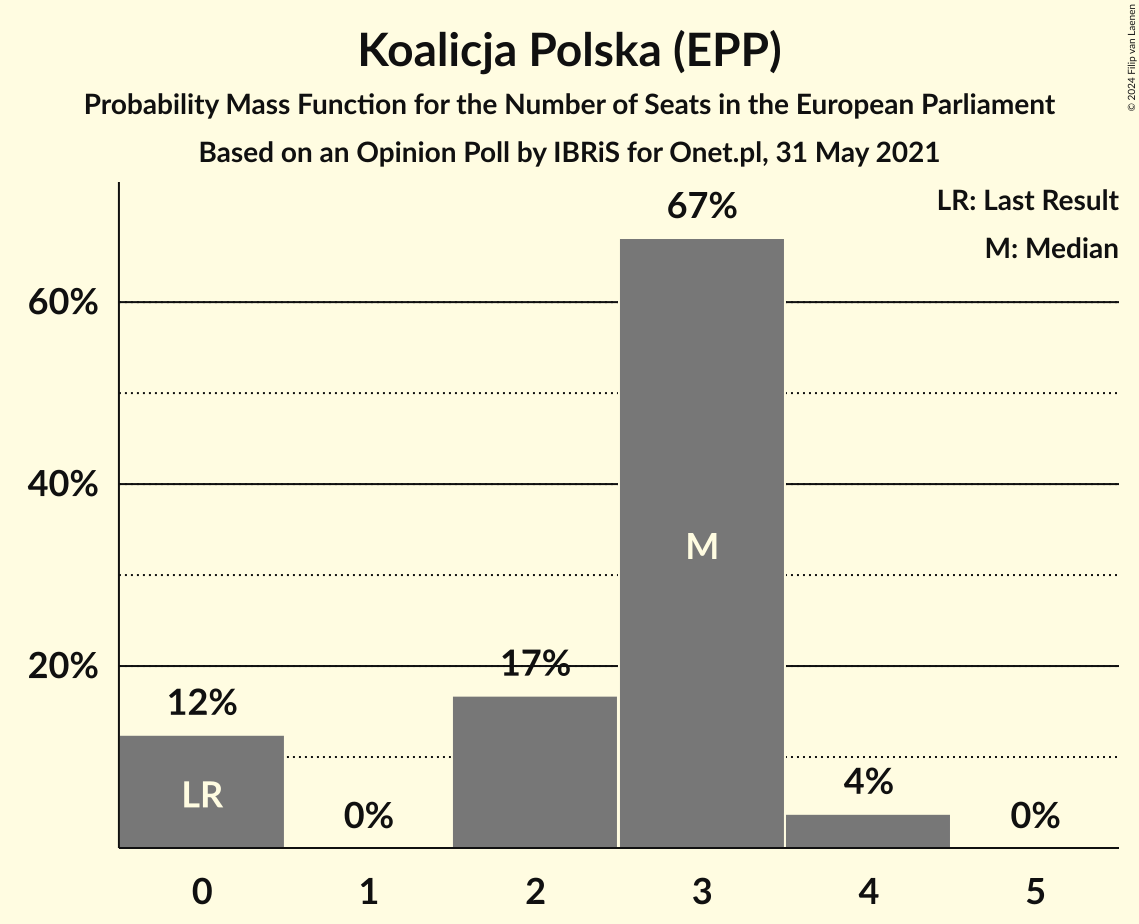 Koalicja Polska (EPP)
Probability Mass Function for the Number of Seats in the European Parliament
Based on an Opinion Poll by IBRiS for Onet.pl, 31 May 2021
© 2024 Filip van Laenen
LR: Last Result
M: Median
67%
60%
40%
M
20%
17%
12%
LR
0%
4%
0%
0 1 2 3 4 5